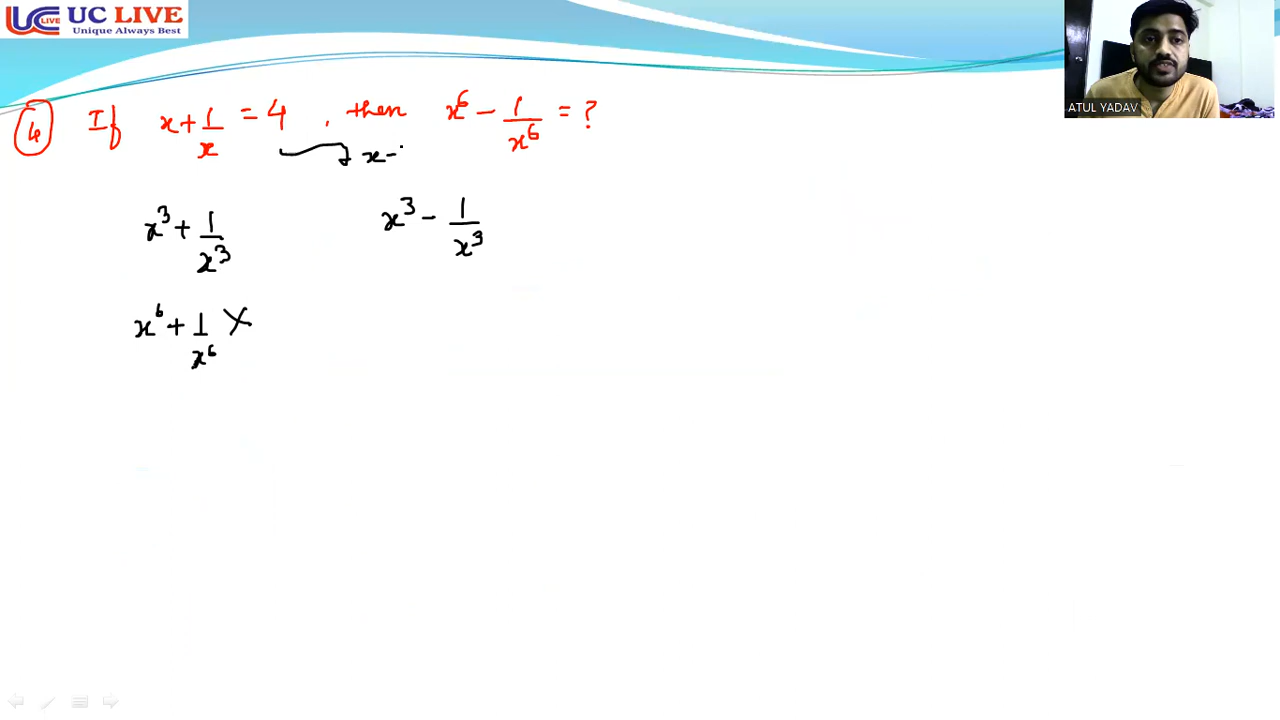 UC LIVE
LIVE
Unique Always Best
ATUL YADAV
4 If x + 1/x = 4 , then x⁶ - 1/x⁶ = ?
x -
x³ + 1/x³ x³ - 1/x³
x⁶ + 1/x⁶ ×